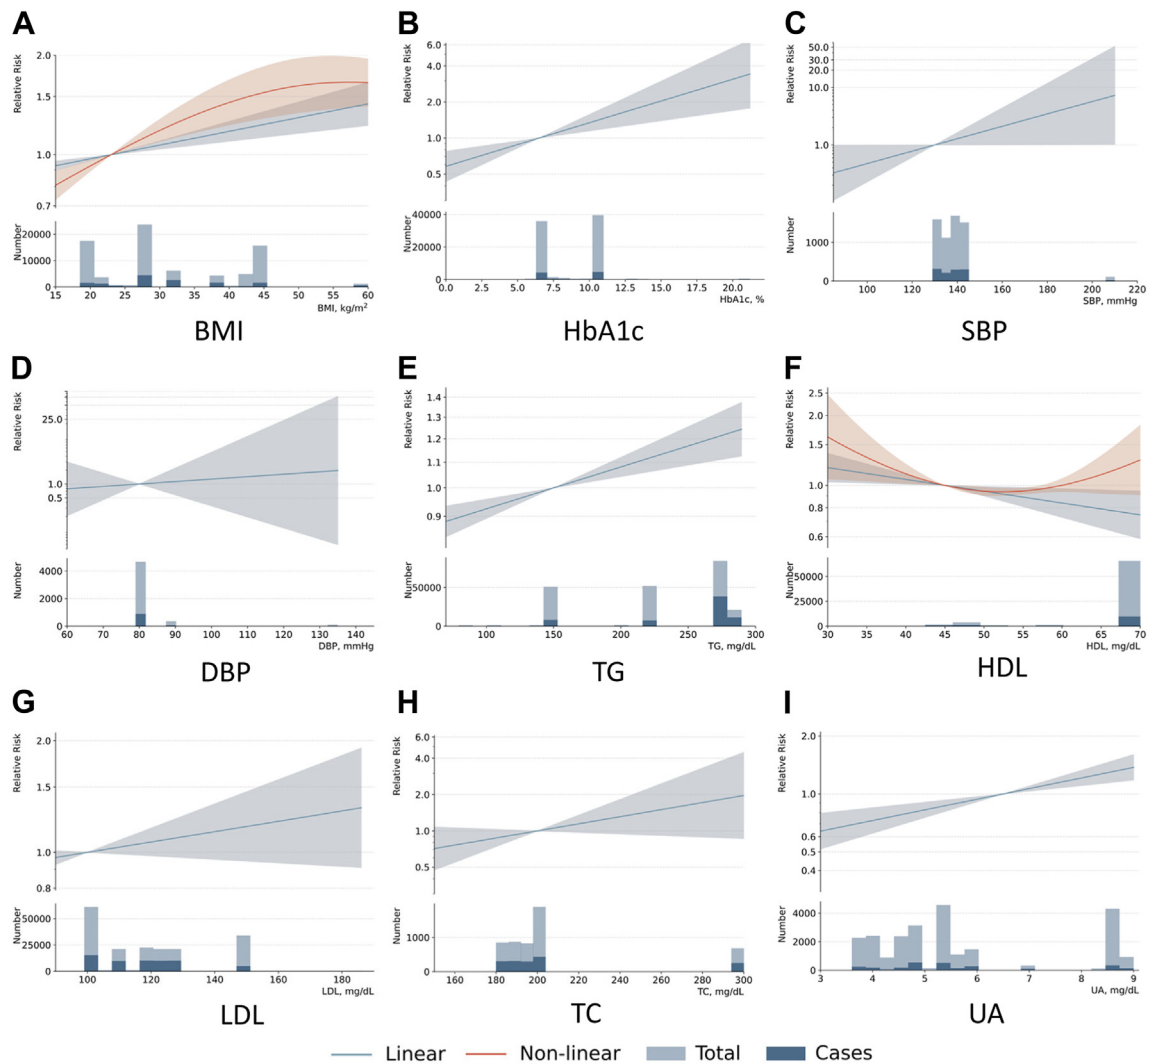 A
Relative Risk
2.0
1.5
1.0
0.7
Number
20000
10000
0
15 20 25 30 35 40 45 50 55 60
BMI, kg/m²
BMI
B
Relative Risk
6.0
4.0
2.0
1.0
0.5
Number
40000
20000
0
0.0 2.5 5.0 7.5 10.0 12.5 15.0 17.5 20.0
HbA1c, %
HbA1c
C
Relative Risk
50.0
30.0
20.0
10.0
1.0
Number
1000
0
100 120 140 160 180 200 220
SBP, mmHg
SBP
D
Relative Risk
25.0
1.0
0.5
Number
4000
2000
0
60 70 80 90 100 110 120 130 140
DBP, mmHg
DBP
E
Relative Risk
1.4
1.3
1.2
1.1
1.0
0.9
Number
50000
0
100 150 200 250 300
TG, mg/dL
TG
F
Relative Risk
2.5
2.0
1.5
1.0
0.8
0.6
Number
50000
25000
0
30 35 40 45 50 55 60 65 70
HDL, mg/dL
HDL
G
Relative Risk
2.0
1.5
1.0
0.8
Number
50000
25000
0
100 120 140 160 180
LDL, mg/dL
LDL
H
Relative Risk
6.0
4.0
2.0
1.0
0.5
Number
1000
0
160 180 200 220 240 260 280 300
TC, mg/dL
TC
I
Relative Risk
2.0
1.0
0.6
0.5
0.4
Number
4000
2000
0
3 4 5 6 7 8 9
UA, mg/dL
UA
Linear Non-linear Total Cases